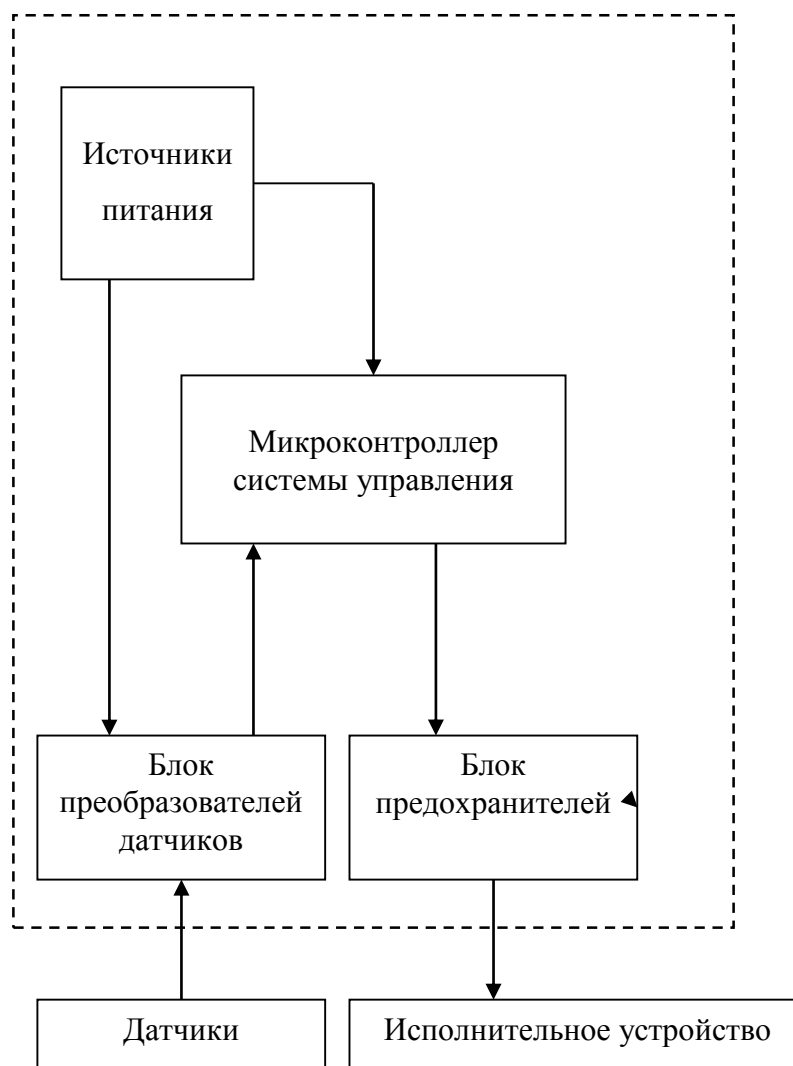 Источники
питания
Микроконтроллер
системы управления
Блок
преобразователей
датчиков
Блок
предохранителей
Датчики
Исполнительное устройство